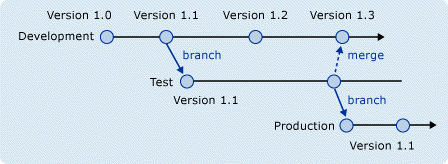 Version 1.0 Version 1.1 Version 1.2 Version 1.3
Development
branch merge
Test
Version 1.1 branch
Production
Version 1.1